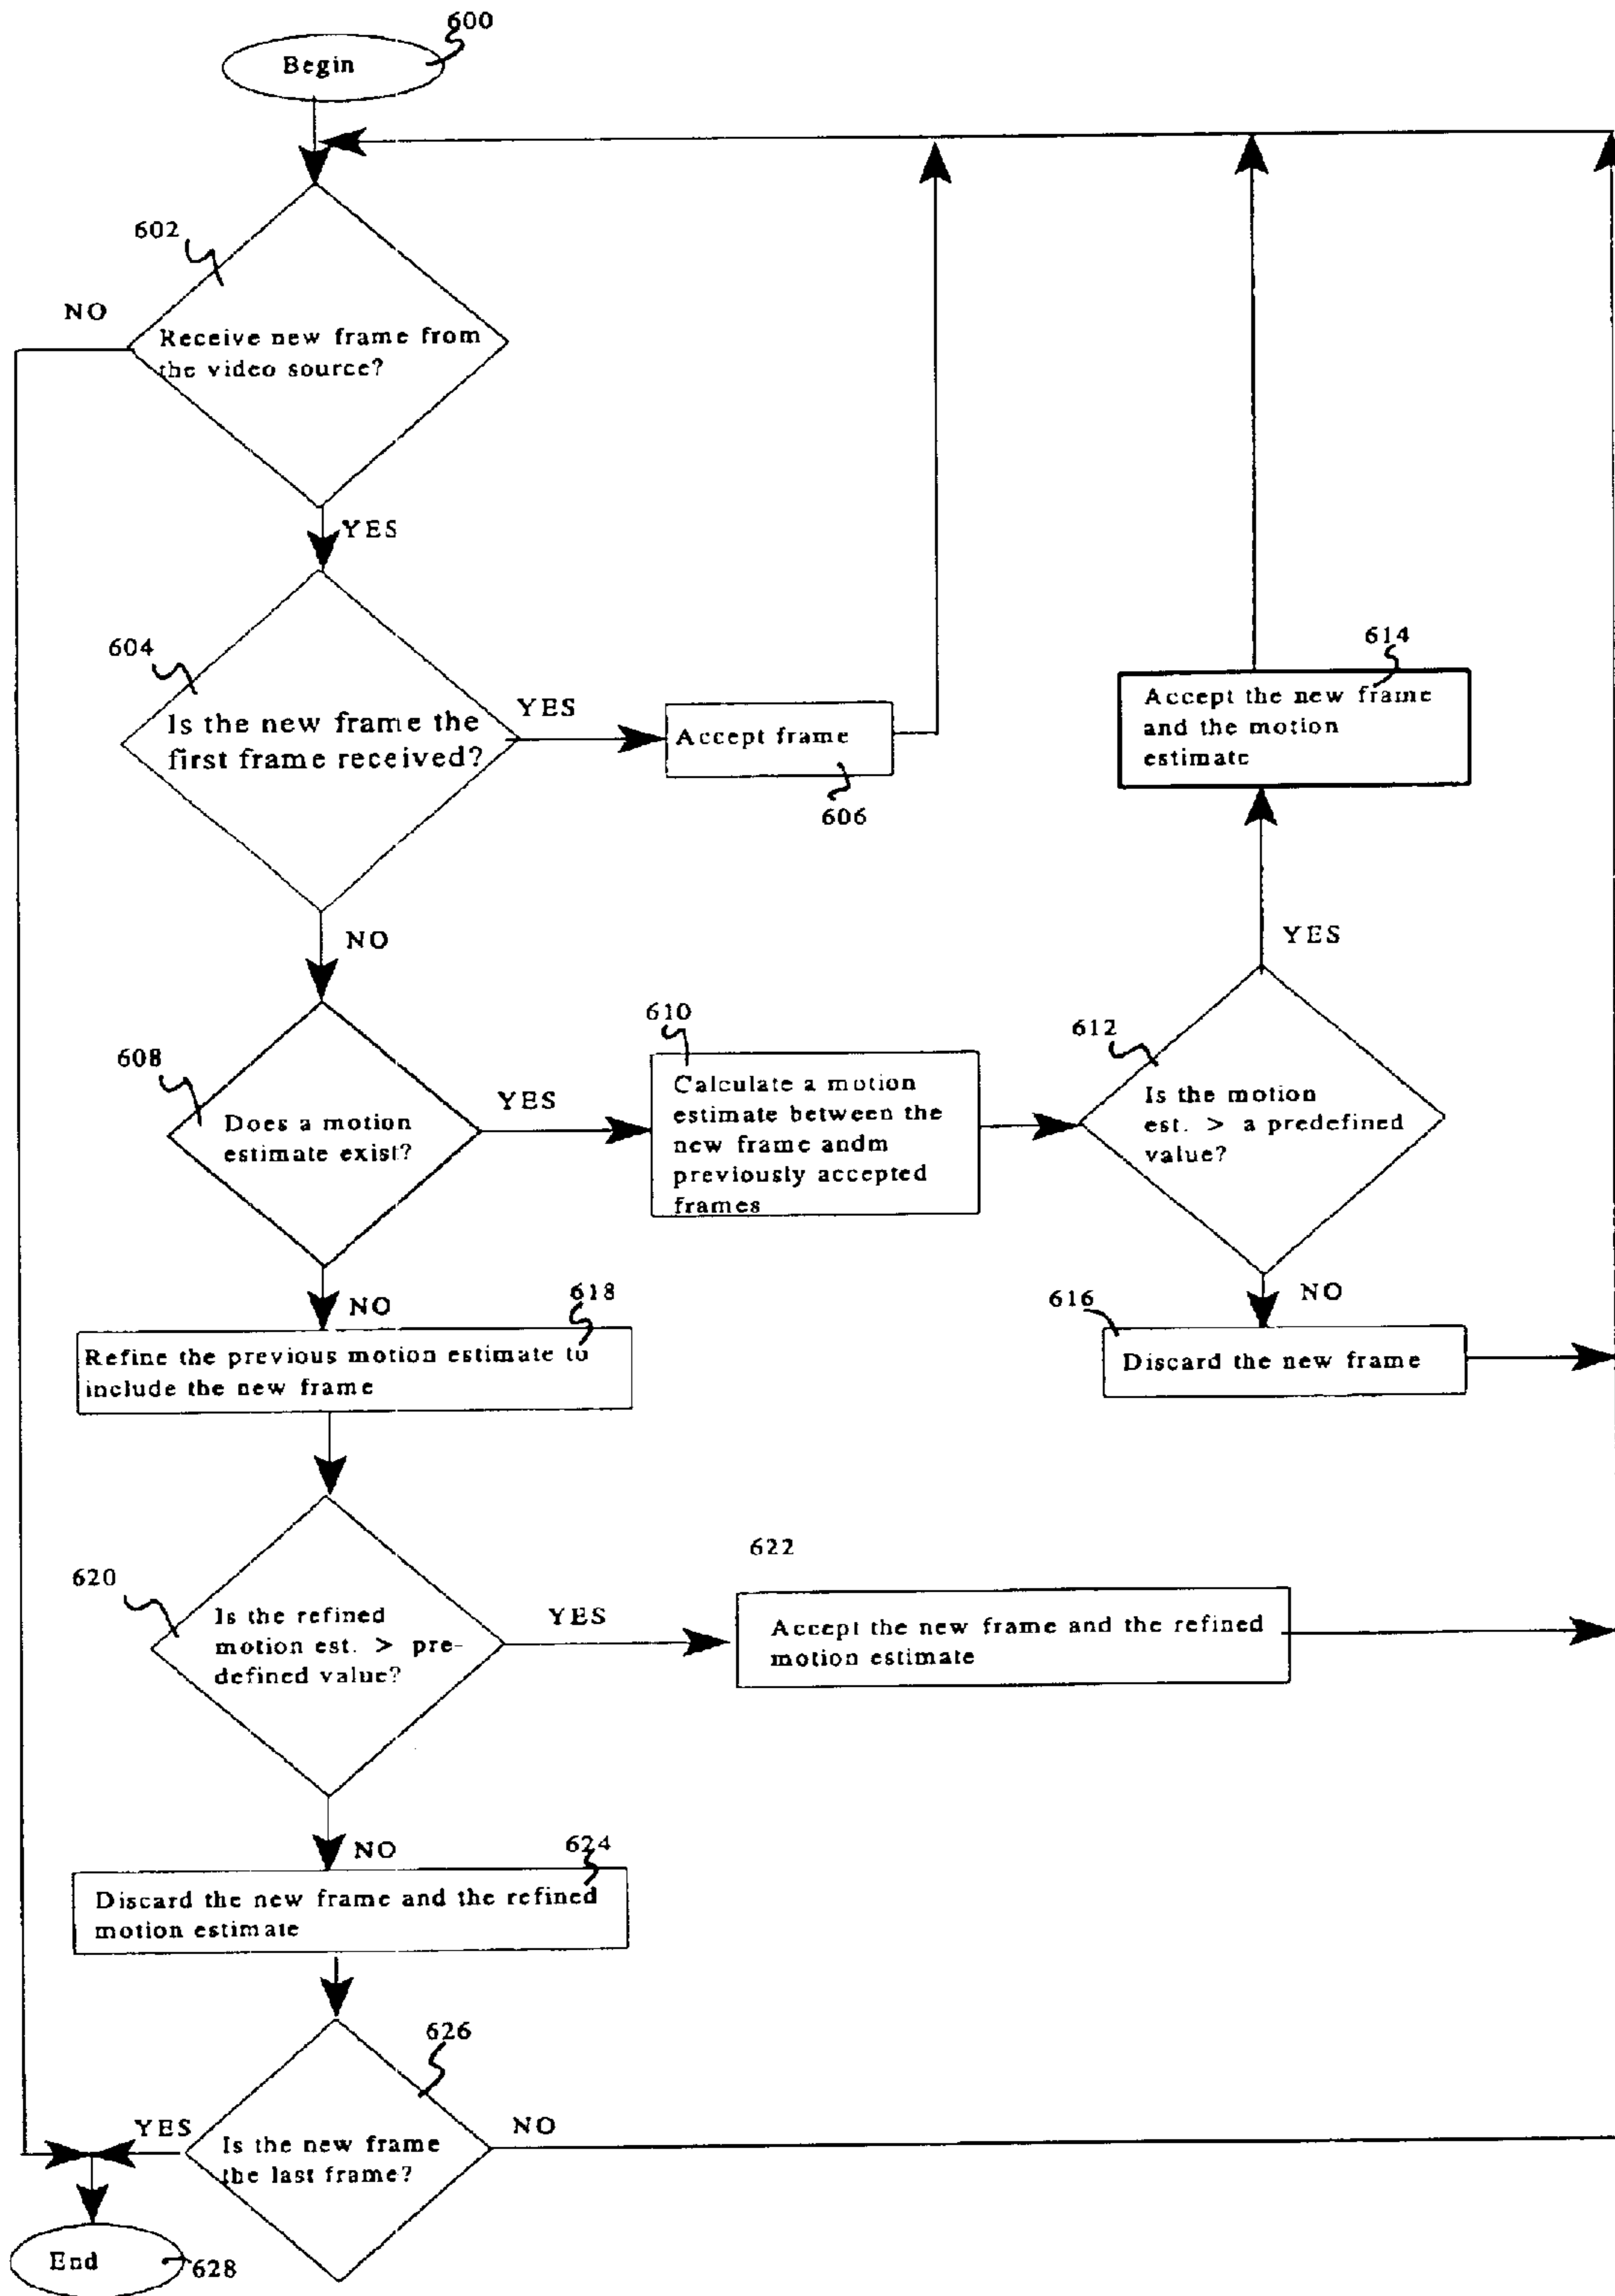 600
Begin
602
NO
Receive new frame from
the video source?
YES
604
Is the new frame the
first frame received?
YES
Accept frame
606
614
Accept the new frame
and the motion
estimate
NO
YES
608
Does a motion
estimate exist?
YES
610
Calculate a motion
estimate between the
new frame andm
previously accepted
frames
612
Is the motion
est. > a predefined
value?
NO
618
Refine the previous motion estimate to
include the new frame
NO
616
Discard the new frame
620
Is the refined
motion est. > pre-
defined value?
YES
622
Accept the new frame and the refined
motion estimate
NO
624
Discard the new frame and the refined
motion estimate
626
YES
Is the new frame
the last frame?
NO
End
628